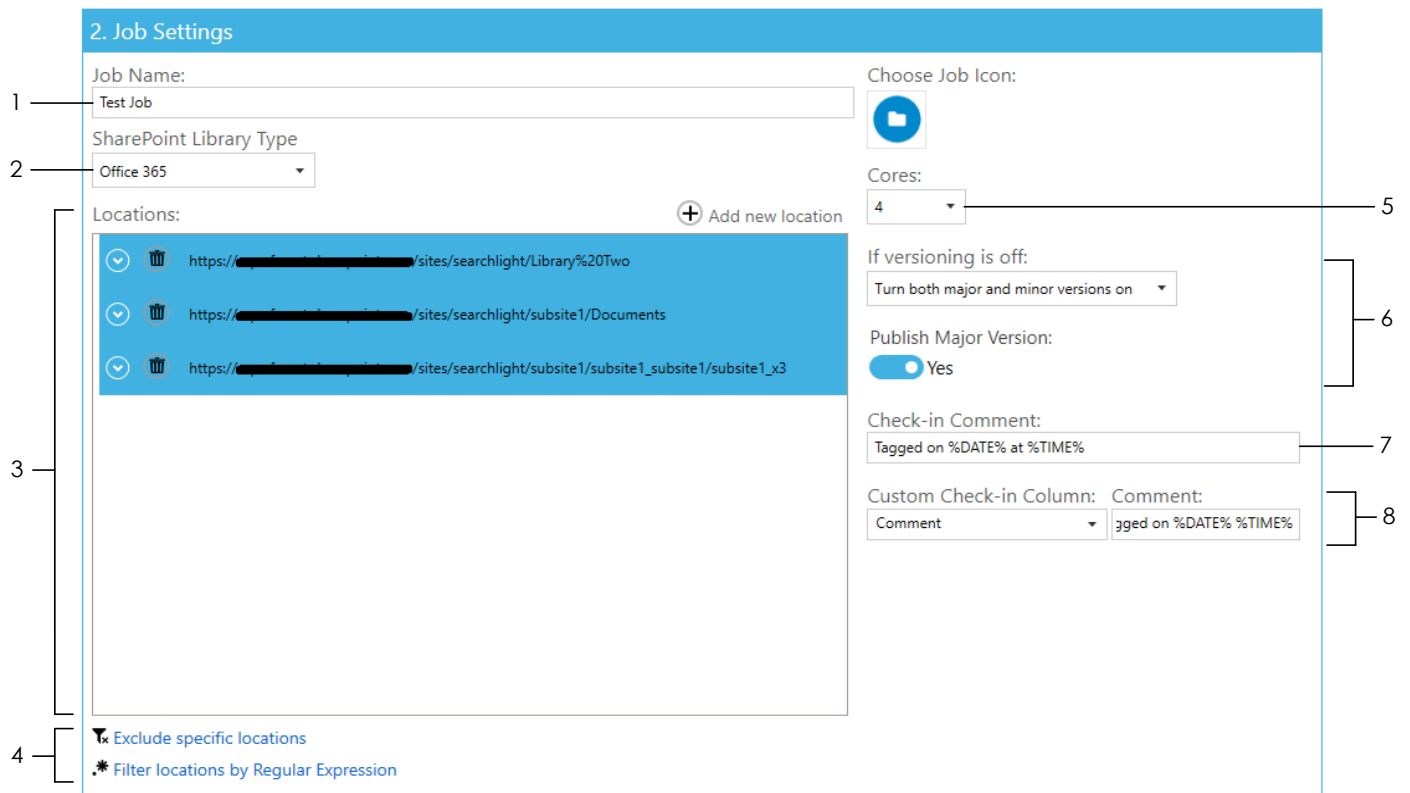 2. Job Settings
Job Name:
1
Test Job
SharePoint Library Type
2
Office 365
3
Locations:
Add new location
https:// /sites/searchlight/Library%20Two
https:// /sites/searchlight/subsite1/Documents
https:// /sites/searchlight/subsite1/subsite1_subsite1/subsite1_x3
4
Exclude specific locations
Filter locations by Regular Expression
Choose Job Icon:
Cores:
4
5
If versioning is off:
Turn both major and minor versions on
6
Publish Major Version:
Yes
Check-in Comment:
Tagged on %DATE% at %TIME%
7
Custom Check-in Column: Comment:
Comment
gged on %DATE% %TIME%
8